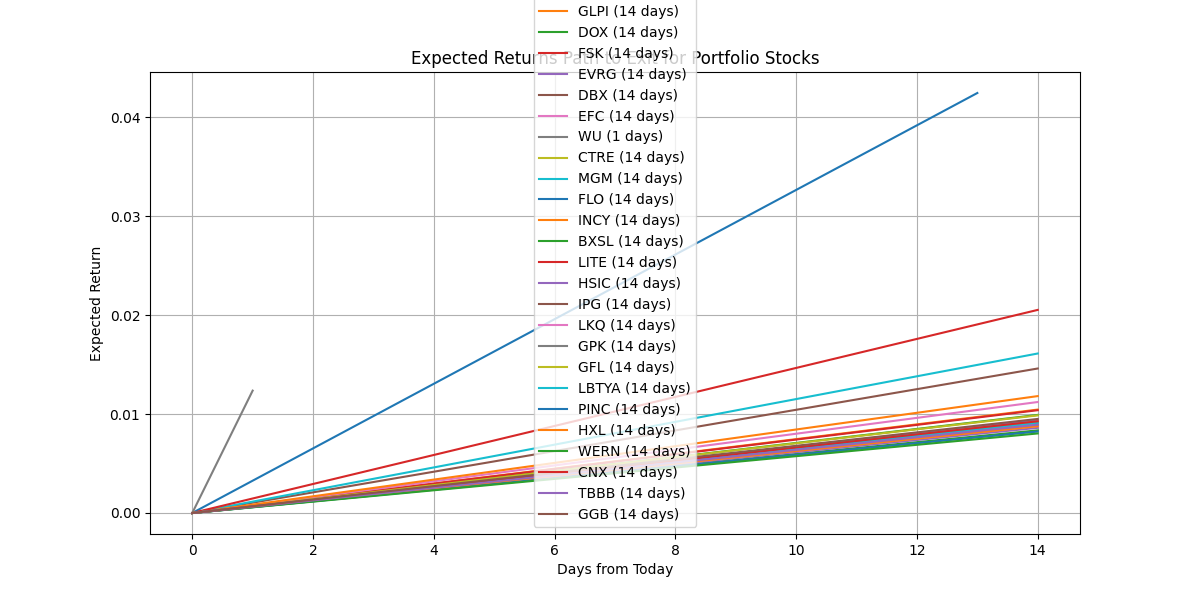 GLPI (14 days)
DOX (14 days)
FSK (14 days)
Expected Returns Path to Exit for Portfolio Stocks
EVRG (14 days)
DBX (14 days)
EFC (14 days)
WU (1 days)
CTRE (14 days)
MGM (14 days)
FLO (14 days)
INCY (14 days)
BXSL (14 days)
LITE (14 days)
HSIC (14 days)
IPG (14 days)
LKQ (14 days)
GPK (14 days)
GFL (14 days)
LBTYA (14 days)
PINC (14 days)
HXL (14 days)
WERN (14 days)
CNX (14 days)
TBBB (14 days)
GGB (14 days)
Expected Return
0.04
0.03
0.02
0.01
0.00
0 2 4 6 8 10 12 14
Days from Today